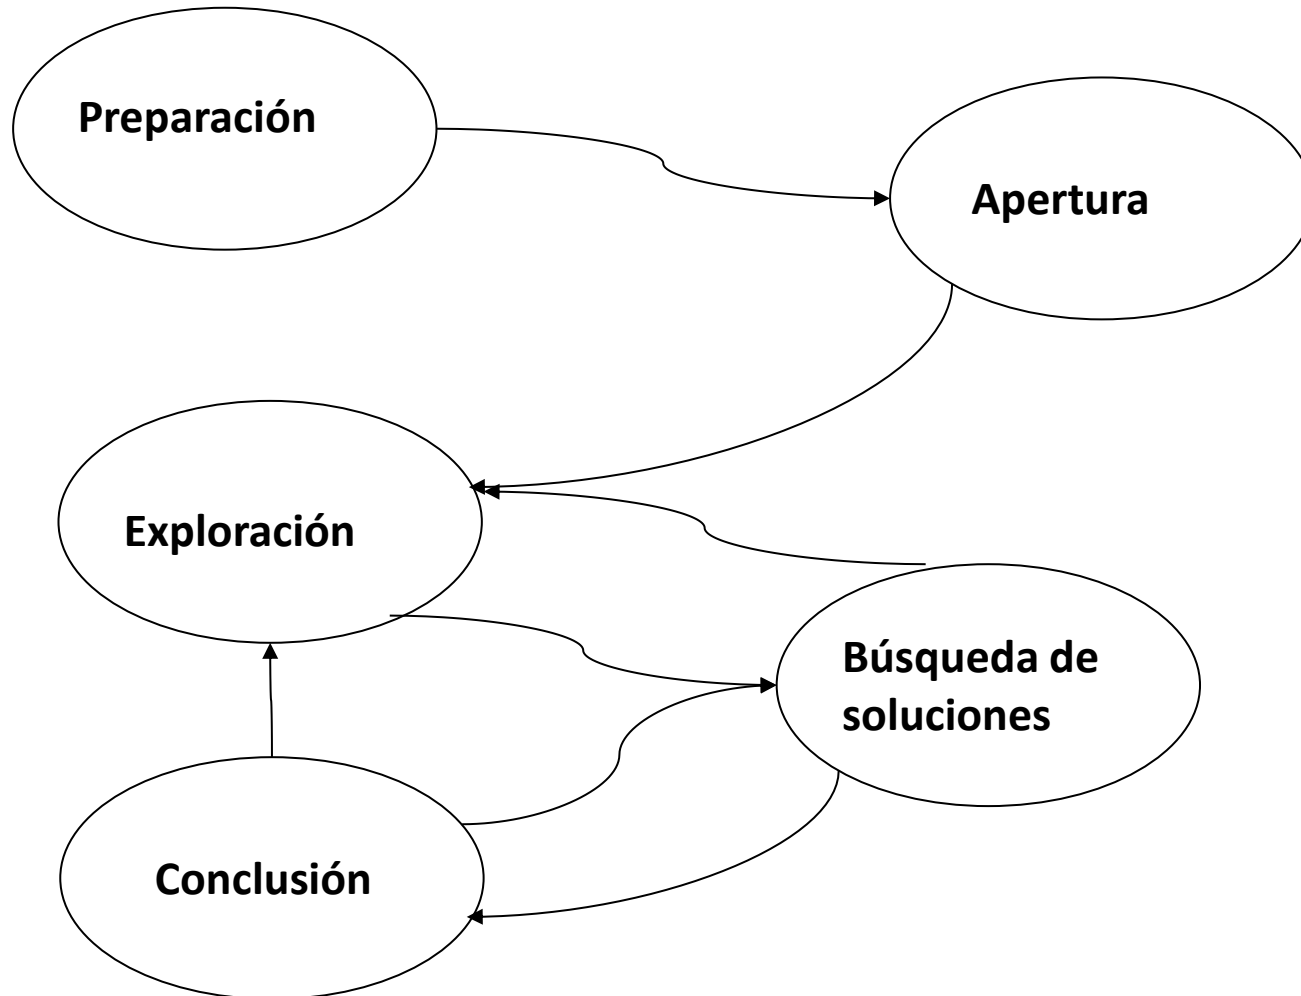 Preparación
Apertura
Exploración
Búsqueda de
soluciones
Conclusión